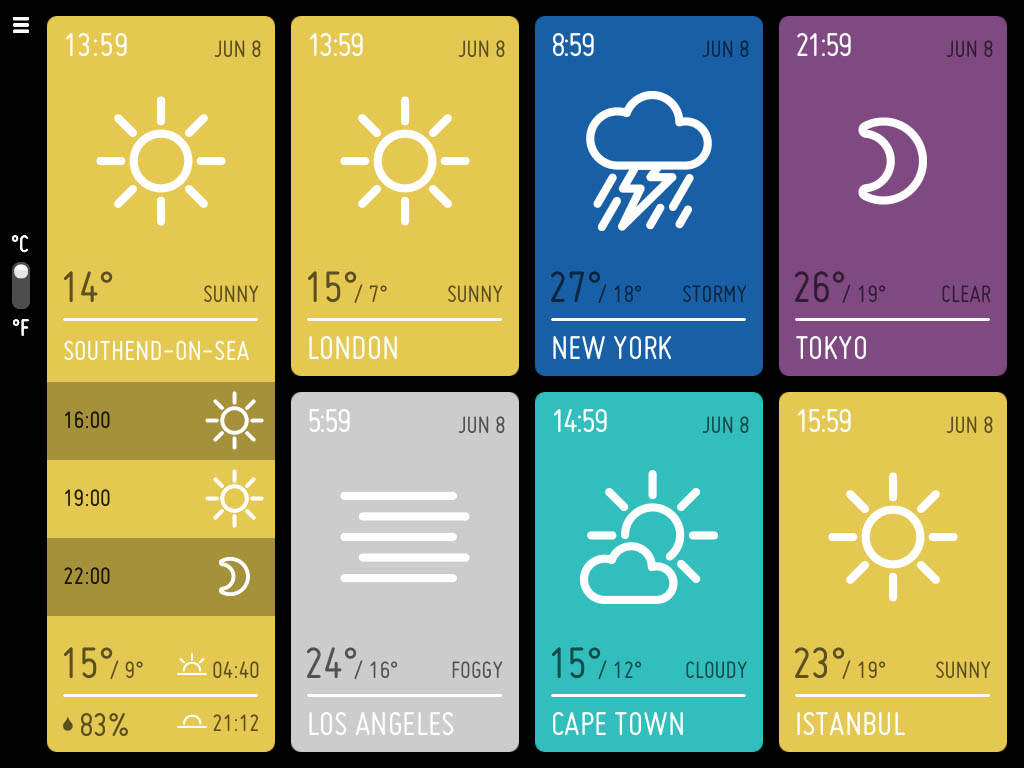 °C
°F
13:59 JUN 8
14° SUNNY
SOUTHEND-ON-SEA
16:00
19:00
22:00
15°/ 9° 04:40
83% 21:12
13:59 JUN 8
15°/ 7° SUNNY
LONDON
8:59 JUN 8
27°/ 18° STORMY
NEW YORK
21:59 JUN 8
26°/ 19° CLEAR
TOKYO
5:59 JUN 8
24°/ 16° FOGGY
LOS ANGELES
14:59 JUN 8
15°/ 12° CLOUDY
CAPE TOWN
15:59 JUN 8
23°/ 19° SUNNY
ISTANBUL